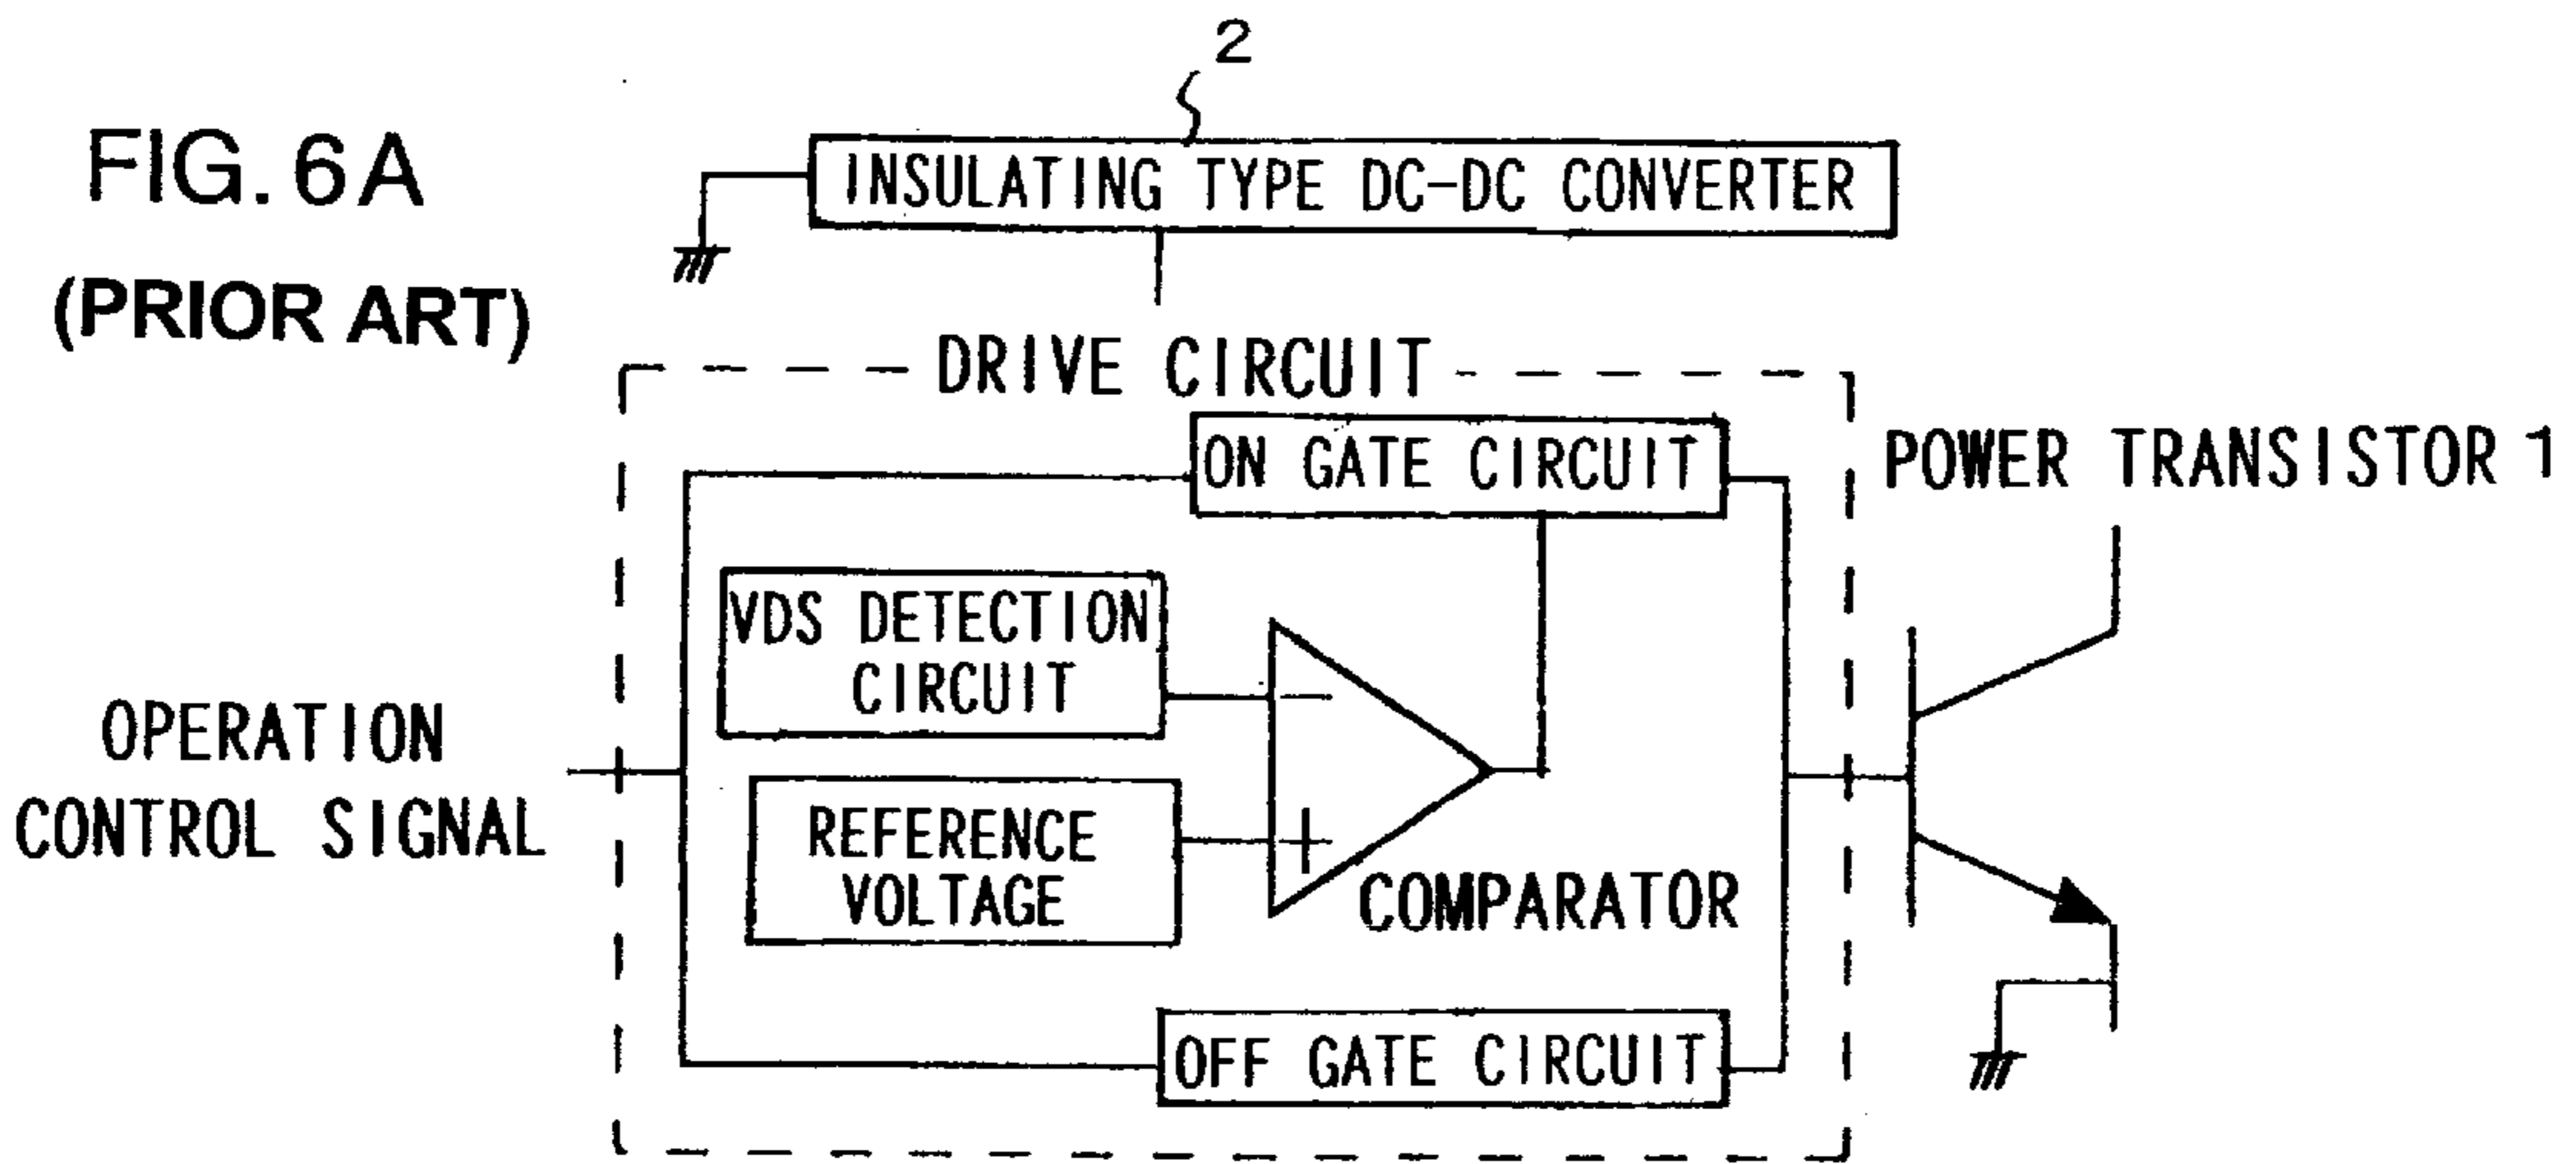 2
FIG. 6A
(PRIOR ART)
INSULATING TYPE DC-DC CONVERTER
DRIVE CIRCUIT
ON GATE CIRCUIT
POWER TRANSISTOR 1
VDS DETECTION
CIRCUIT
−
OPERATION
CONTROL SIGNAL
REFERENCE
VOLTAGE
+
COMPARATOR
OFF GATE CIRCUIT